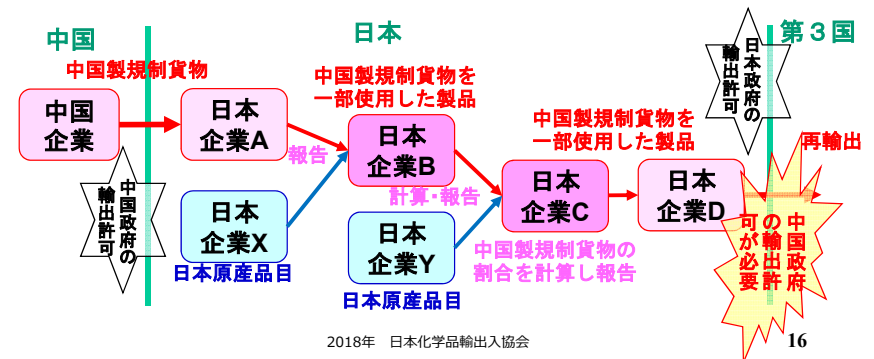 中国
日本
第３国
中国製規制貨物
中国
企業
中国政府の
輸出許可
日本
企業A
報告
日本
企業X
日本原産品目
中国製規制貨物を
一部使用した製品
日本
企業B
計算・報告
日本
企業Y
日本原産品目
日本
企業C
中国製規制貨物の
割合を計算し報告
中国製規制貨物を
一部使用した製品
日本
企業D
日本政府の
輸出許可
再輸出
中国政府
の輸出許
可が必要
2018年　日本化学品輸出入協会
16